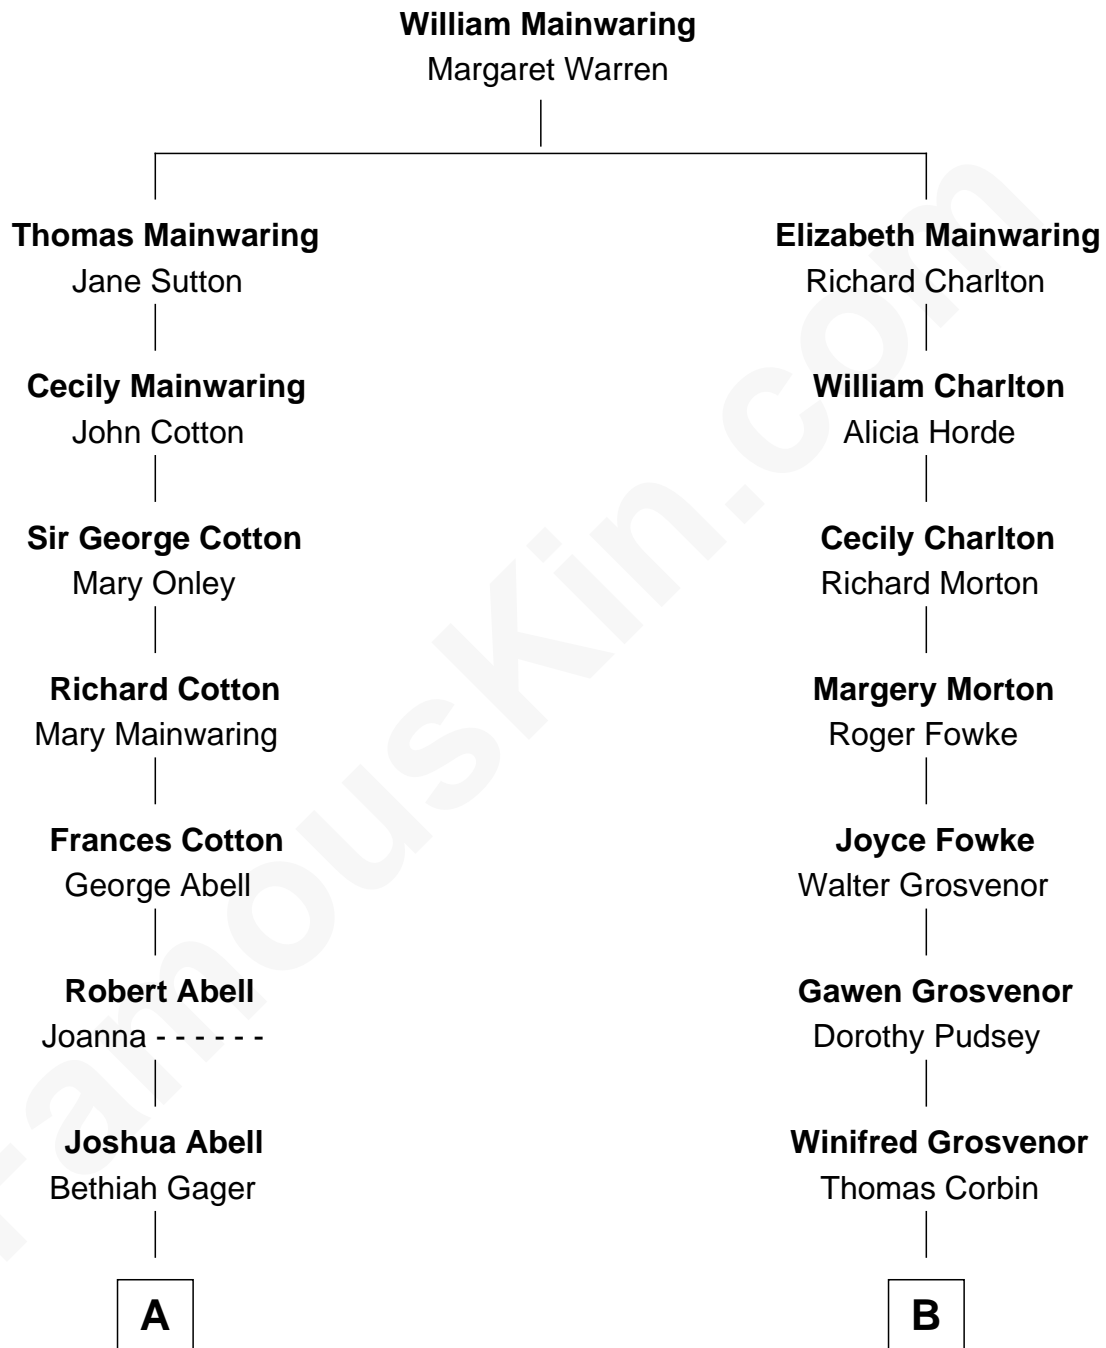 William Mainwaring
Margaret Warren
Thomas Mainwaring
Jane Sutton
Elizabeth Mainwaring
Richard Charlton
Cecily Mainwaring
John Cotton
William Charlton
Alicia Horde
Sir George Cotton
Mary Onley
Cecily Charlton
Richard Morton
Richard Cotton
Mary Mainwaring
Margery Morton
Roger Fowke
Frances Cotton
George Abell
Joyce Fowke
Walter Grosvenor
Robert Abell
Joanna - - - - - -
Gawen Grosvenor
Dorothy Pudsey
Joshua Abell
Bethiah Gager
Winifred Grosvenor
Thomas Corbin
A
B
FamousKin.com